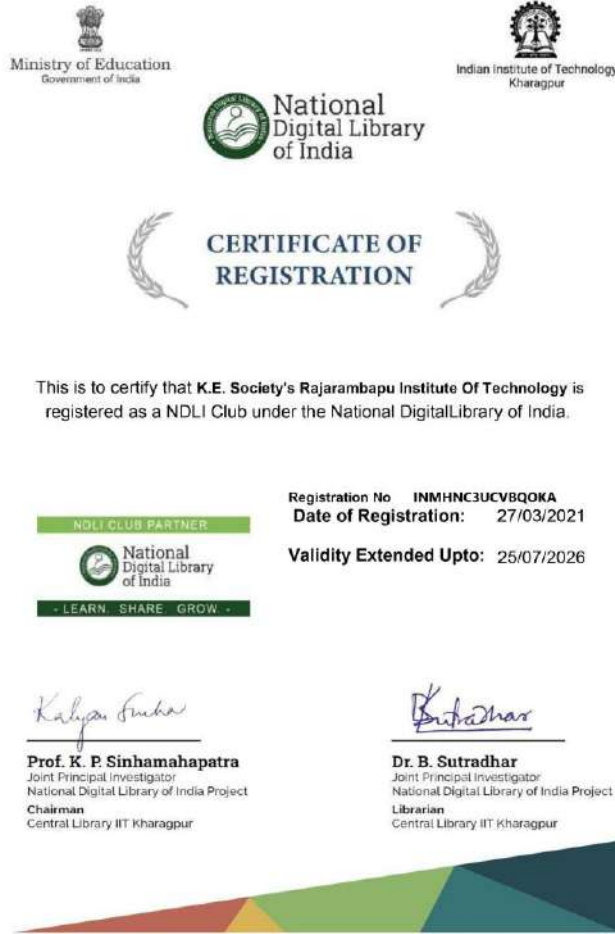 Ministry of Education
Government of India
Indian Institute of Technology
Kharagpur
National
Digital Library
of India
CERTIFICATE OF
REGISTRATION
This is to certify that K.E. Society's Rajarambapu Institute Of Technology is
registered as a NDLI Club under the National DigitalLibrary of India.
NDLI CLUB PARTNER
National
Digital Library
of India
- LEARN. SHARE. GROW. -
Registration No INMHNC3UCVBQOKA
Date of Registration: 27/03/2021
Validity Extended Upto: 25/07/2026
Kalyan Sinha
Prof. K. P. Sinhamahapatra
Joint Principal Investigator
National Digital Library of India Project
Chairman
Central Library IIT Kharagpur
BSutradhar
Dr. B. Sutradhar
Joint Principal Investigator
National Digital Library of India Project
Librarian
Central Library IIT Kharagpur